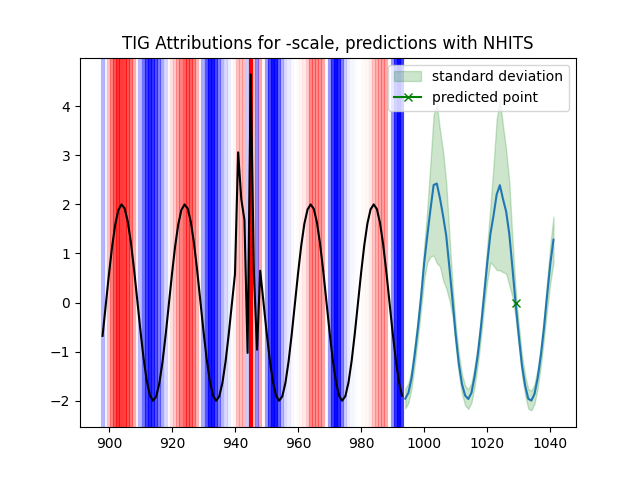 TIG Attributions for -scale, predictions with NHITS
standard deviation
predicted point
4
3
2
1
0
−1
−2
900 920 940 960 980 1000 1020 1040